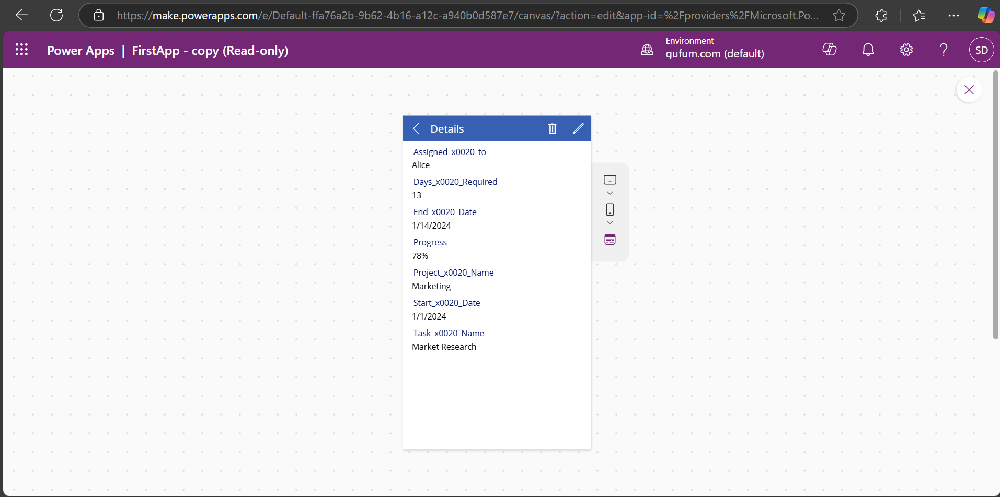 https://make.powerapps.com/e/Default-ffa76a2b-9b62-4b16-a12c-a940b0d587e7/canvas/?action=edit&app-id=%2Fproviders%2FMicrosoft.Po...
Power Apps | FirstApp - copy (Read-only)
Environment
gufum.com (default)
SD
Details
Assigned_x0020_to
Alice
Days_x0020_Required
13
End_x0020_Date
1/14/2024
Progress
78%
Project_x0020_Name
Marketing
Start_x0020_Date
1/1/2024
Task_x0020_Name
Market Research